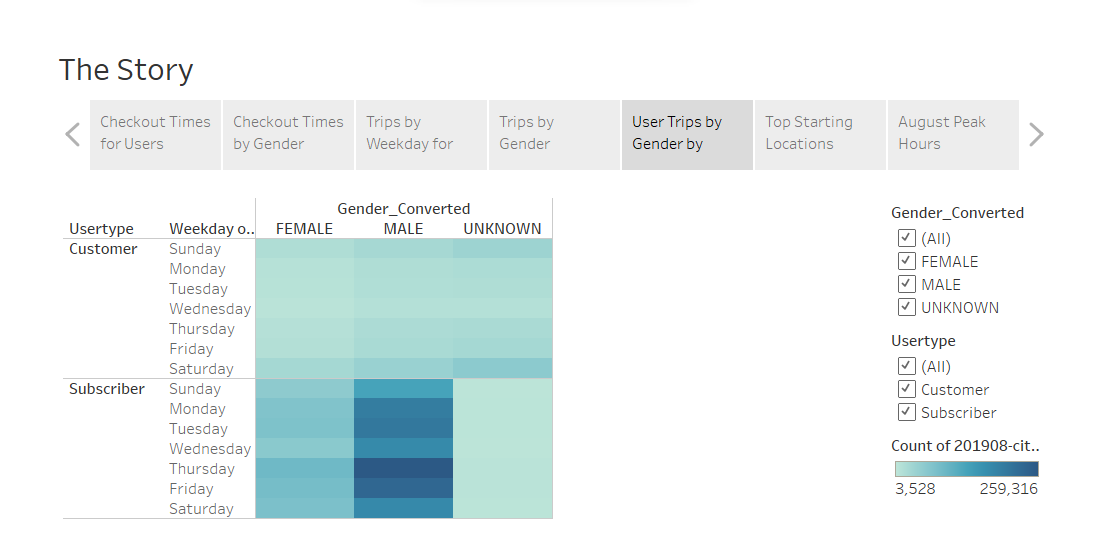 The Story
Checkout Times
for Users
Checkout Times
by Gender
Trips by
Weekday for
Trips by
Gender
User Trips by
Gender by
Top Starting
Locations
August Peak
Hours
Gender_Converted
Usertype Weekday o.. FEMALE MALE UNKNOWN
Customer Sunday
Monday
Tuesday
Wednesday
Thursday
Friday
Saturday
Subscriber Sunday
Monday
Tuesday
Wednesday
Thursday
Friday
Saturday
Gender_Converted
(All)
FEMALE
MALE
UNKNOWN
Usertype
(All)
Customer
Subscriber
Count of 201908-cit..
3,528 259,316